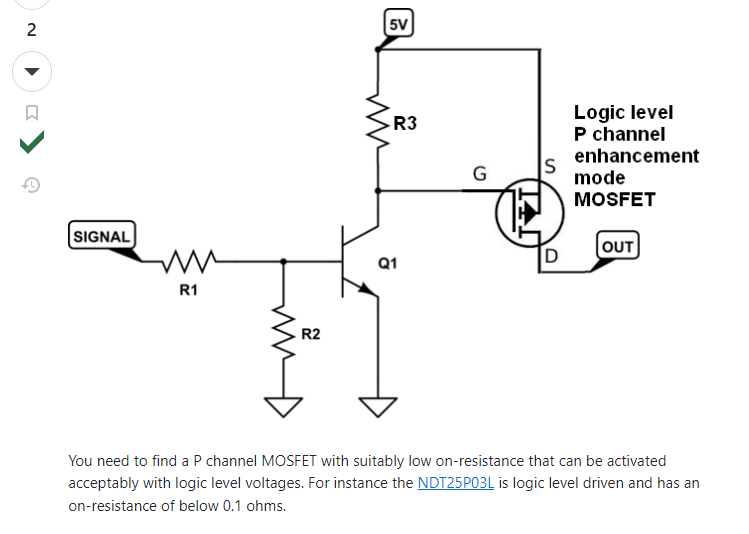 2
5V
R3
Logic level
P channel
enhancement
mode
MOSFET
G
S
SIGNAL
OUT
D
Q1
R1
R2
You need to find a P channel MOSFET with suitably low on-resistance that can be activated
acceptably with logic level voltages. For instance the NDT25P03L is logic level driven and has an
on-resistance of below 0.1 ohms.